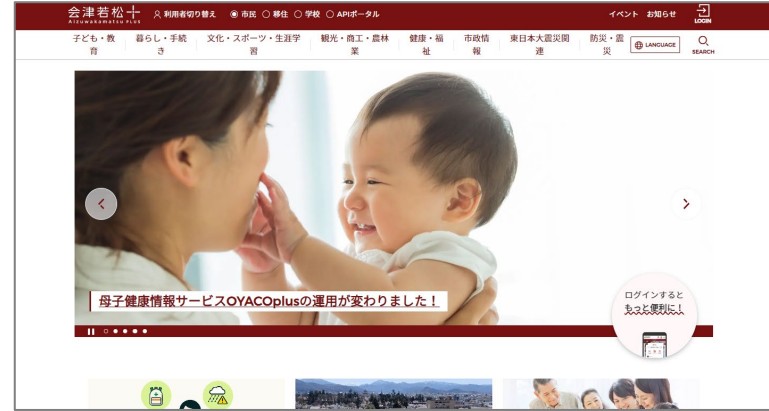 会津若松+
Aizuwakamatsu PLUS
利用者切り替え
市民
移住
学校
APIポータル
イベント
お知らせ
LOGIN
子ども・教
育
暮らし・手続
き
文化・スポーツ・生涯学
習
観光・商工・農林
業
健康・福
祉
市政情
報
東日本大震災関
連
防災・震
災
LANGUAGE
SEARCH
母子健康情報サービスOYACOplusの運用が変わりました！
ログインすると
もっと便利に！